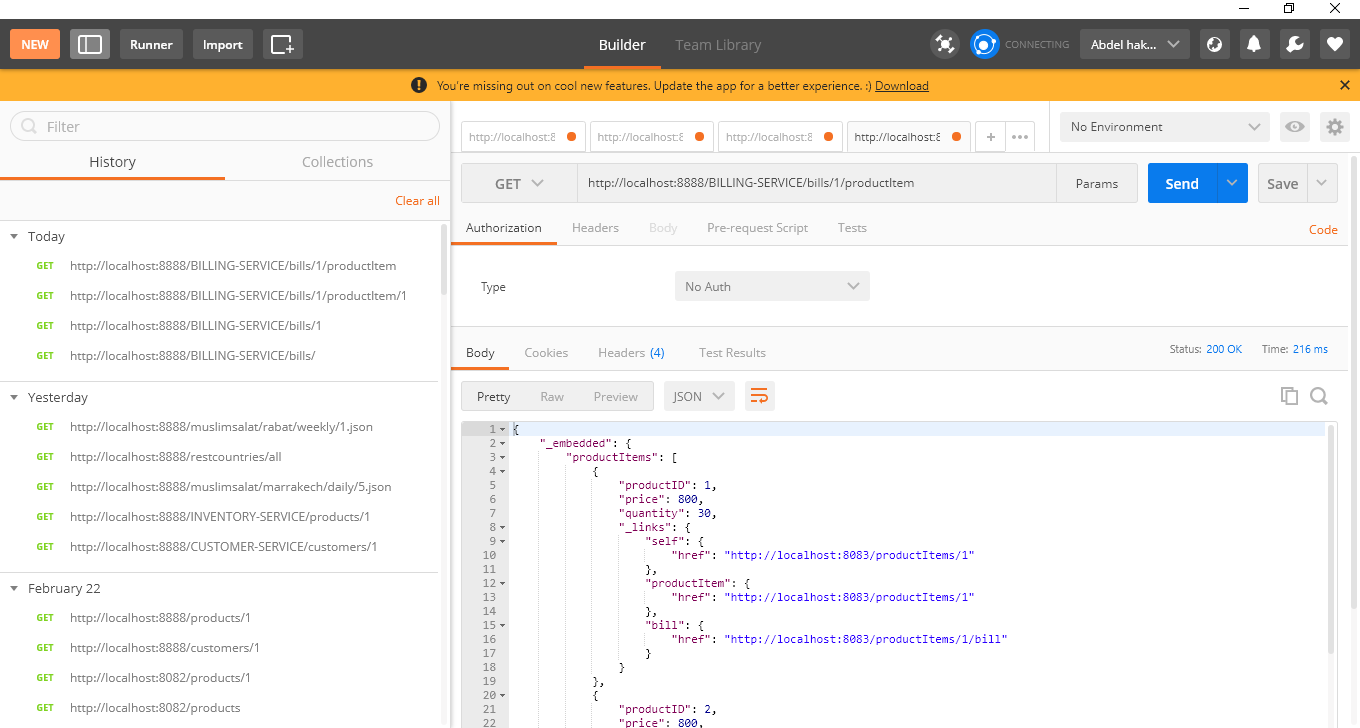 NEW Runner Import Builder Team Library CONNECTING Abdel hak...
You're missing out on cool new features. Update the app for a better experience. :) Download
Filter
History Collections
Clear all
Today
GET http://localhost:8888/BILLING-SERVICE/bills/1/productItem
GET http://localhost:8888/BILLING-SERVICE/bills/1/productItem/1
GET http://localhost:8888/BILLING-SERVICE/bills/1
GET http://localhost:8888/BILLING-SERVICE/bills/
Yesterday
GET http://localhost:8888/muslimsalat/rabat/weekly/1.json
GET http://localhost:8888/restcountries/all
GET http://localhost:8888/muslimsalat/marrakech/daily/5.json
GET http://localhost:8888/INVENTORY-SERVICE/products/1
GET http://localhost:8888/CUSTOMER-SERVICE/customers/1
February 22
GET http://localhost:8888/products/1
GET http://localhost:8888/customers/1
GET http://localhost:8082/products/1
GET http://localhost:8082/products
http://localhost:8 http://localhost:8 http://localhost:8 http://localhost:8 + ••• No Environment
GET http://localhost:8888/BILLING-SERVICE/bills/1/productItem Params Send Save
Authorization Headers Body Pre-request Script Tests Code
Type No Auth
Body Cookies Headers (4) Test Results Status: 200 OK Time: 216 ms
Pretty Raw Preview JSON
1 {
2 "_embedded": {
3 "productItems": [
4 {
5 "productID": 1,
6 "price": 800,
7 "quantity": 30,
8 "_links": {
9 "self": {
10 "href": "http://localhost:8083/productItems/1"
11 },
12 "productItem": {
13 "href": "http://localhost:8083/productItems/1"
14 },
15 "bill": {
16 "href": "http://localhost:8083/productItems/1/bill"
17 }
18 }
19 },
20 {
21 "productID": 2,
22 "price": 800,